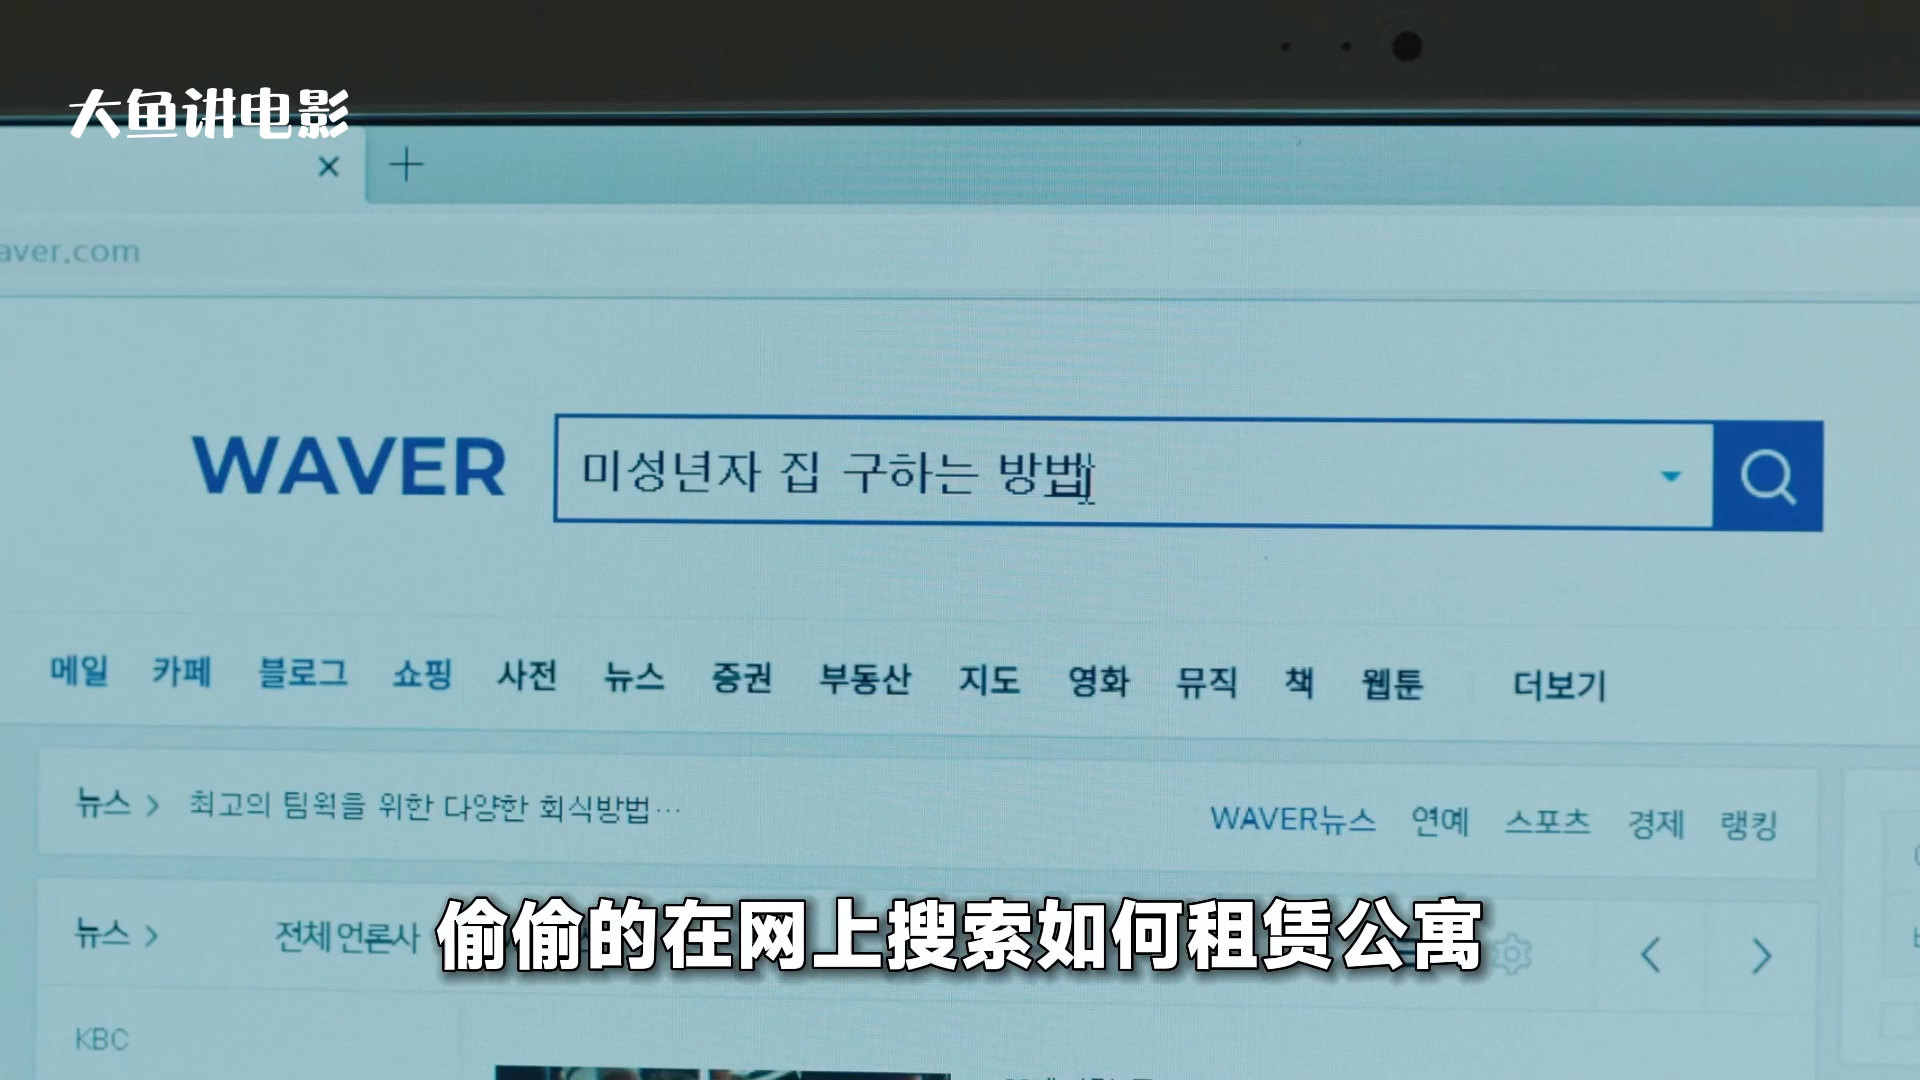 大鱼讲电影
aver.com
WAVER
미성년자 집 구하는 방법
메일 카페 블로그 쇼핑 사전 뉴스 증권 부동산 지도 영화 뮤직 책 웹툰 더보기
뉴스 > 최고의 팀웍을 위한 다양한 회식방법… WAVER뉴스 연예 스포츠 경제 랭킹
뉴스 > 전체언론사
偷偷的在网上搜索如何租赁公寓
KBC